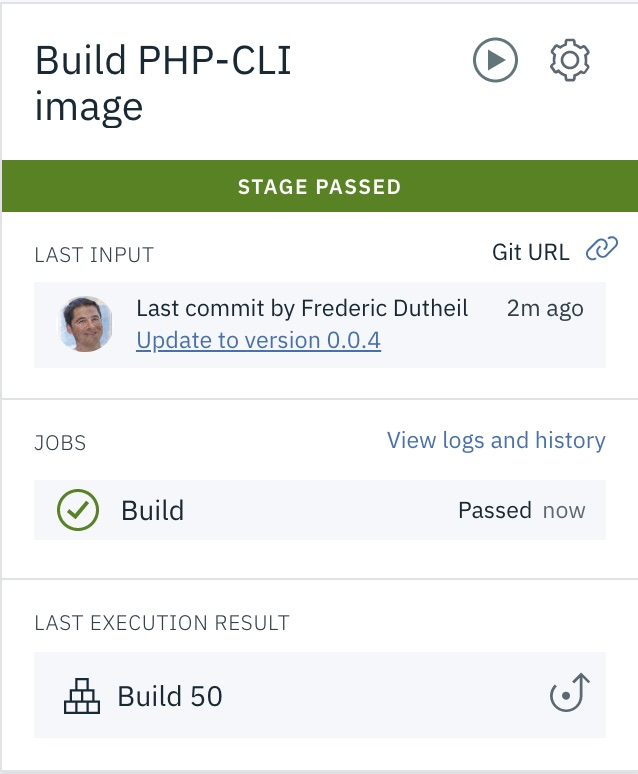 Build PHP-CLI
image
STAGE PASSED
LAST INPUT
Git URL
Last commit by Frederic Dutheil 2m ago
Update to version 0.0.4
JOBS
View logs and history
Build
Passed now
LAST EXECUTION RESULT
Build 50